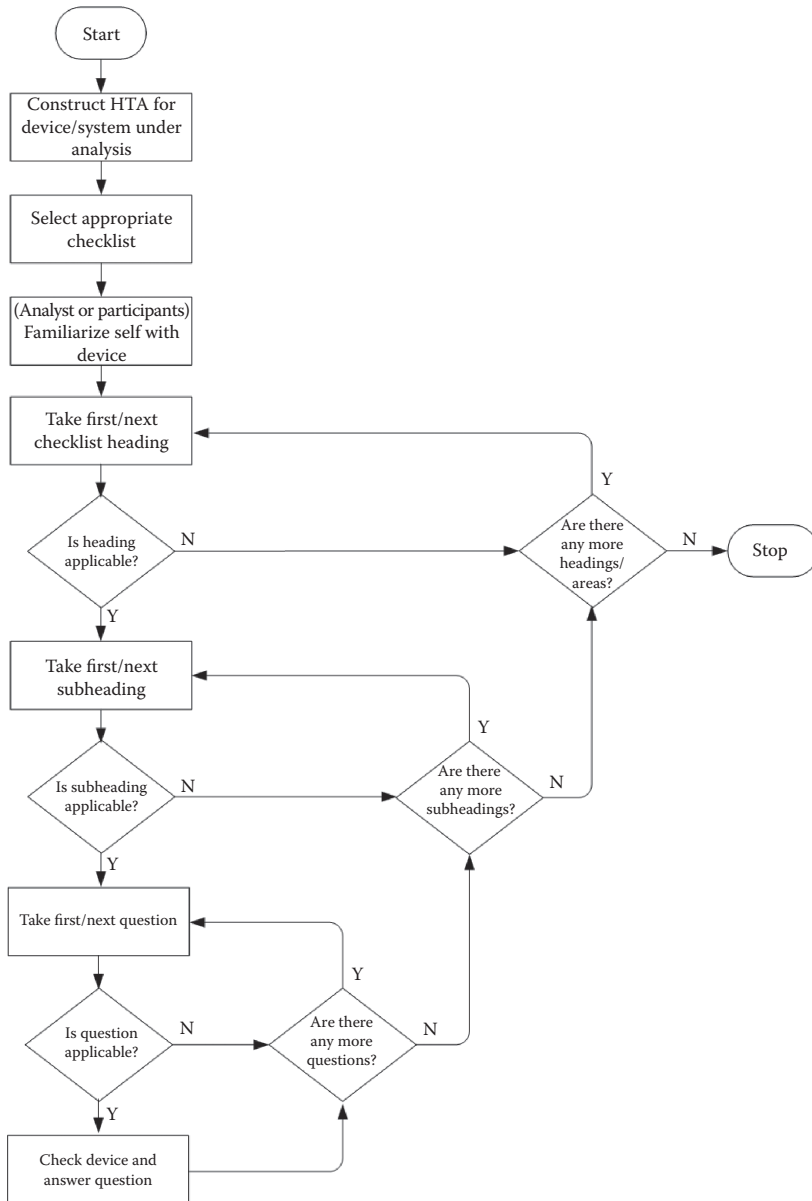 Start
Construct HTA for
device/system under
analysis
Select appropriate
checklist
(Analyst or participants)
Familiarize self with
device
Take first/next
checklist heading
Y
Is heading
applicable?
N
Are there
any more
headings/
areas?
N
Stop
Y
Take first/next
subheading
Y
Is subheading
applicable?
N
Are there
any more
subheadings?
N
Y
Take first/next question
Y
Is question
applicable?
N
Are there
any more
questions?
N
Y
Check device and
answer question